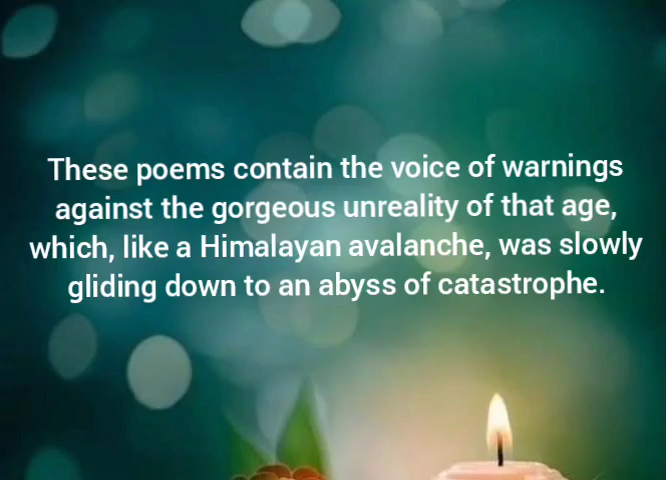 These poems contain the voice of warnings
against the gorgeous unreality of that age,
which, like a Himalayan avalanche, was slowly
gliding down to an abyss of catastrophe.